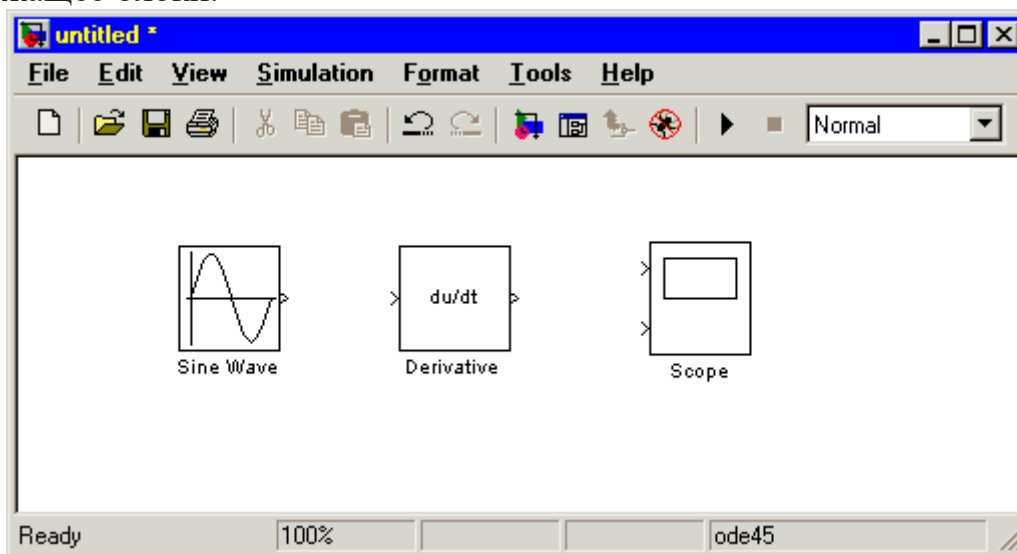 untitled *
File Edit View Simulation Format Tools Help
Normal
du/dt
Sine Wave Derivative Scope
Ready 100% ode45